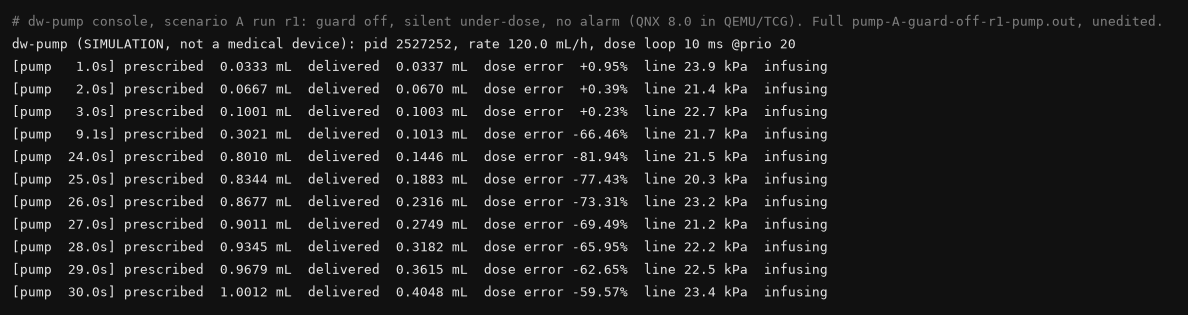 # dw-pump console, scenario A run r1: guard off, silent under-dose, no alarm (QNX 8.0 in QEMU/TCG). Full pump-A-guard-off-r1-pump.out, unedited.
dw-pump (SIMULATION, not a medical device): pid 2527252, rate 120.0 mL/h, dose loop 10 ms @prio 20
[pump   1.0s] prescribed  0.0333 mL  delivered  0.0337 mL  dose error  +0.95%  line 23.9 kPa  infusing
[pump   2.0s] prescribed  0.0667 mL  delivered  0.0670 mL  dose error  +0.39%  line 21.4 kPa  infusing
[pump   3.0s] prescribed  0.1001 mL  delivered  0.1003 mL  dose error  +0.23%  line 22.7 kPa  infusing
[pump   9.1s] prescribed  0.3021 mL  delivered  0.1013 mL  dose error -66.46%  line 21.7 kPa  infusing
[pump  24.0s] prescribed  0.8010 mL  delivered  0.1446 mL  dose error -81.94%  line 21.5 kPa  infusing
[pump  25.0s] prescribed  0.8344 mL  delivered  0.1883 mL  dose error -77.43%  line 20.3 kPa  infusing
[pump  26.0s] prescribed  0.8677 mL  delivered  0.2316 mL  dose error -73.31%  line 23.2 kPa  infusing
[pump  27.0s] prescribed  0.9011 mL  delivered  0.2749 mL  dose error -69.49%  line 21.2 kPa  infusing
[pump  28.0s] prescribed  0.9345 mL  delivered  0.3182 mL  dose error -65.95%  line 22.2 kPa  infusing
[pump  29.0s] prescribed  0.9679 mL  delivered  0.3615 mL  dose error -62.65%  line 22.5 kPa  infusing
[pump  30.0s] prescribed  1.0012 mL  delivered  0.4048 mL  dose error -59.57%  line 23.4 kPa  infusing